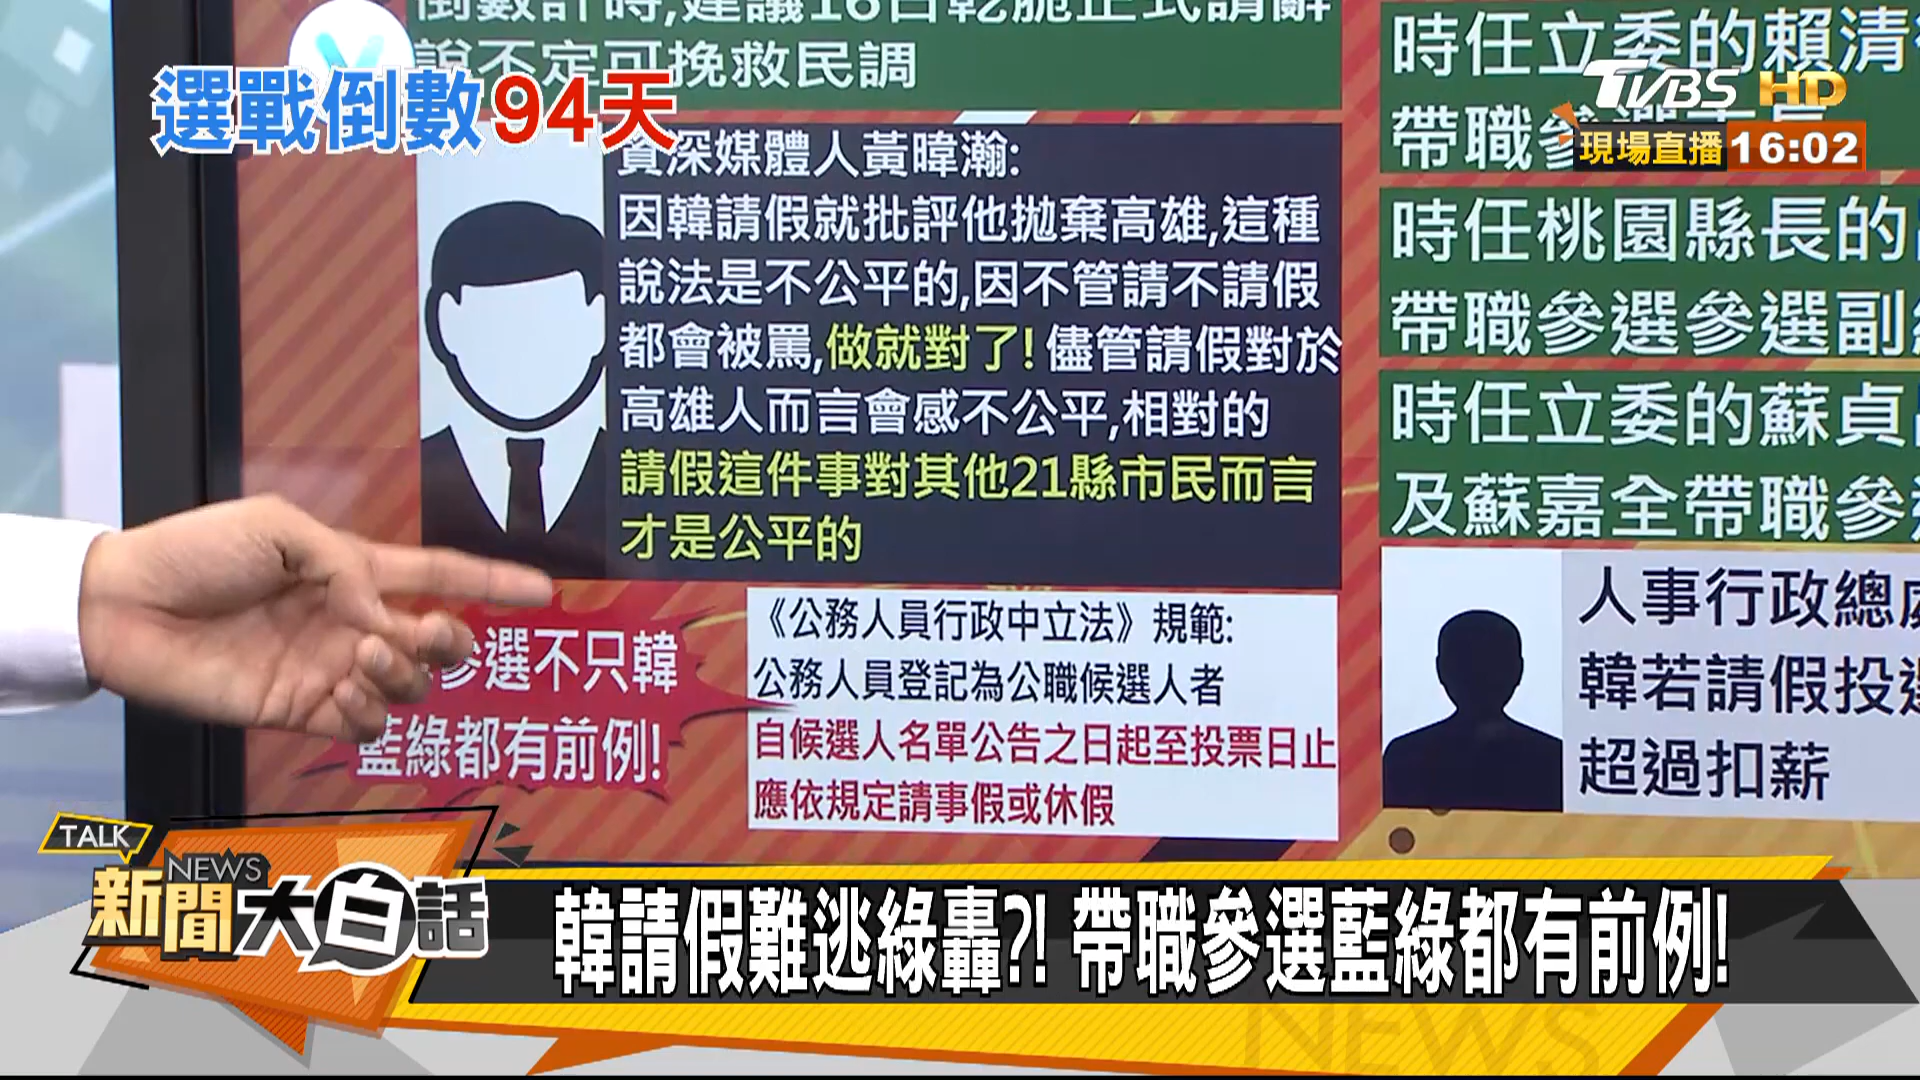 說不定可挽救民調
選戰倒數94天
資深媒體人黃暐瀚:
因韓請假就批評他拋棄高雄,這種
說法是不公平的,因不管請不請假
都會被罵,做就對了!儘管請假對於
高雄人而言會感不公平,相對的
請假這件事對其他21縣市民而言
才是公平的
參選不只韓
藍綠都有前例!
《公務人員行政中立法》規範:
公務人員登記為公職候選人者
自候選人名單公告之日起至投票日止
應依規定請事假或休假
時任立委的賴清
帶職參選
時任桃園縣長的
帶職參選參選副
時任立委的蘇貞
及蘇嘉全帶職參
人事行政總
韓若請假投
超過扣薪
TVBS HD
現場直播 16:02
TALK
NEWS
新聞大白話
韓請假難逃綠轟?! 帶職參選藍綠都有前例!
NEWS